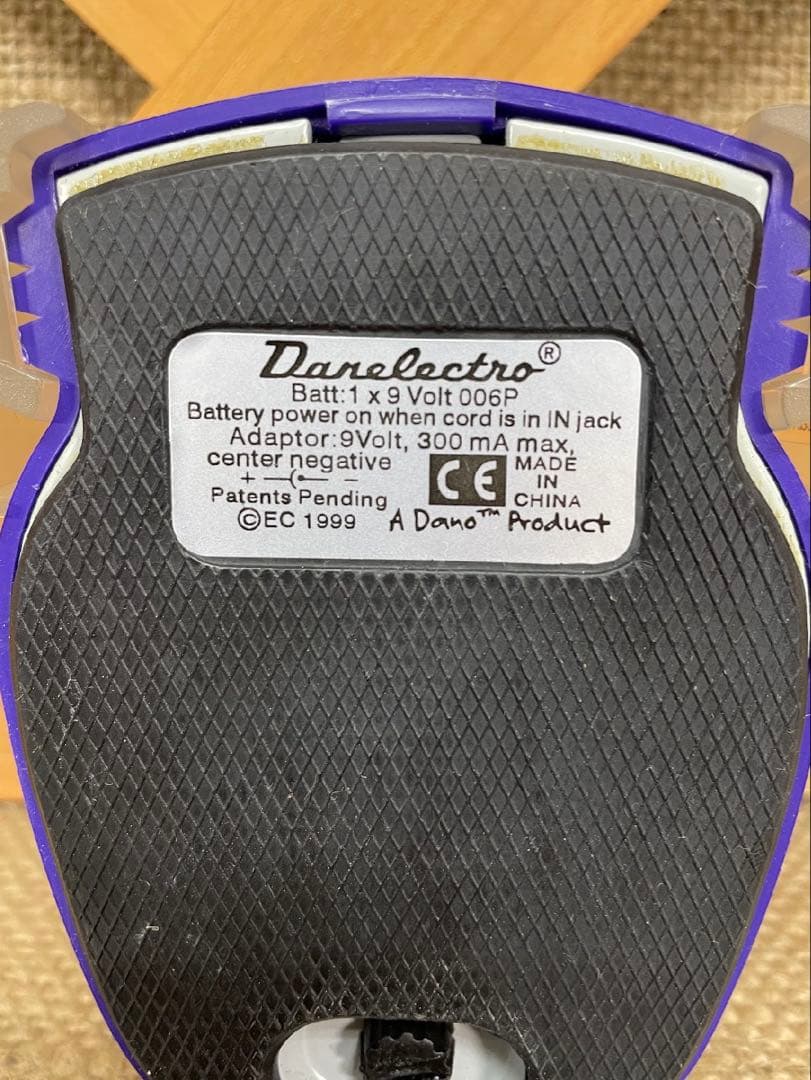 Danelectro®
Batt:1 x 9 Volt 006P
Battery power on when cord is in IN jack
Adaptor:9Volt, 300 mA max,
center negative
+ −
Patents Pending
©EC 1999
CE
MADE
IN
CHINA
A Dano™ Product